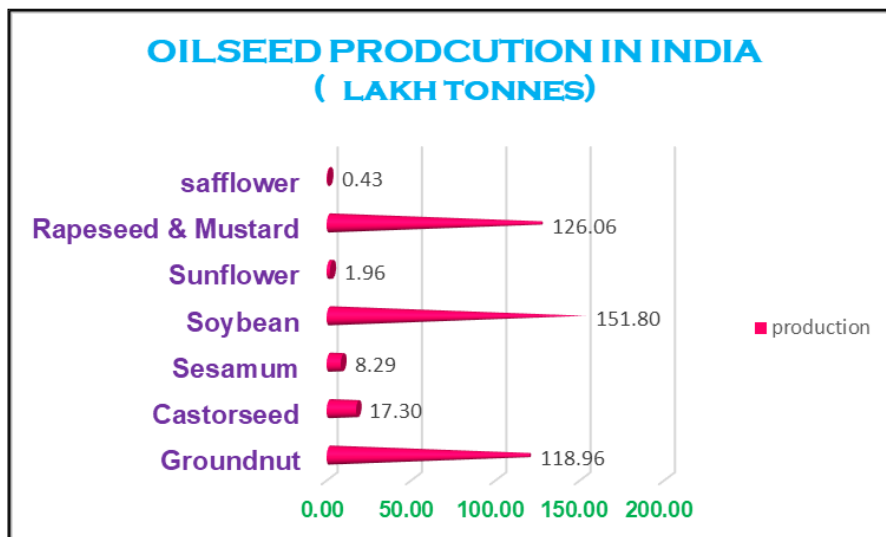 OILSEED PRODCUTION IN INDIA
( LAKH TONNES)
safflower 0.43
Rapeseed & Mustard 126.06
Sunflower 1.96
Soybean 151.80
production
Sesamum 8.29
Castorseed 17.30
Groundnut 118.96
0.00 50.00 100.00 150.00 200.00